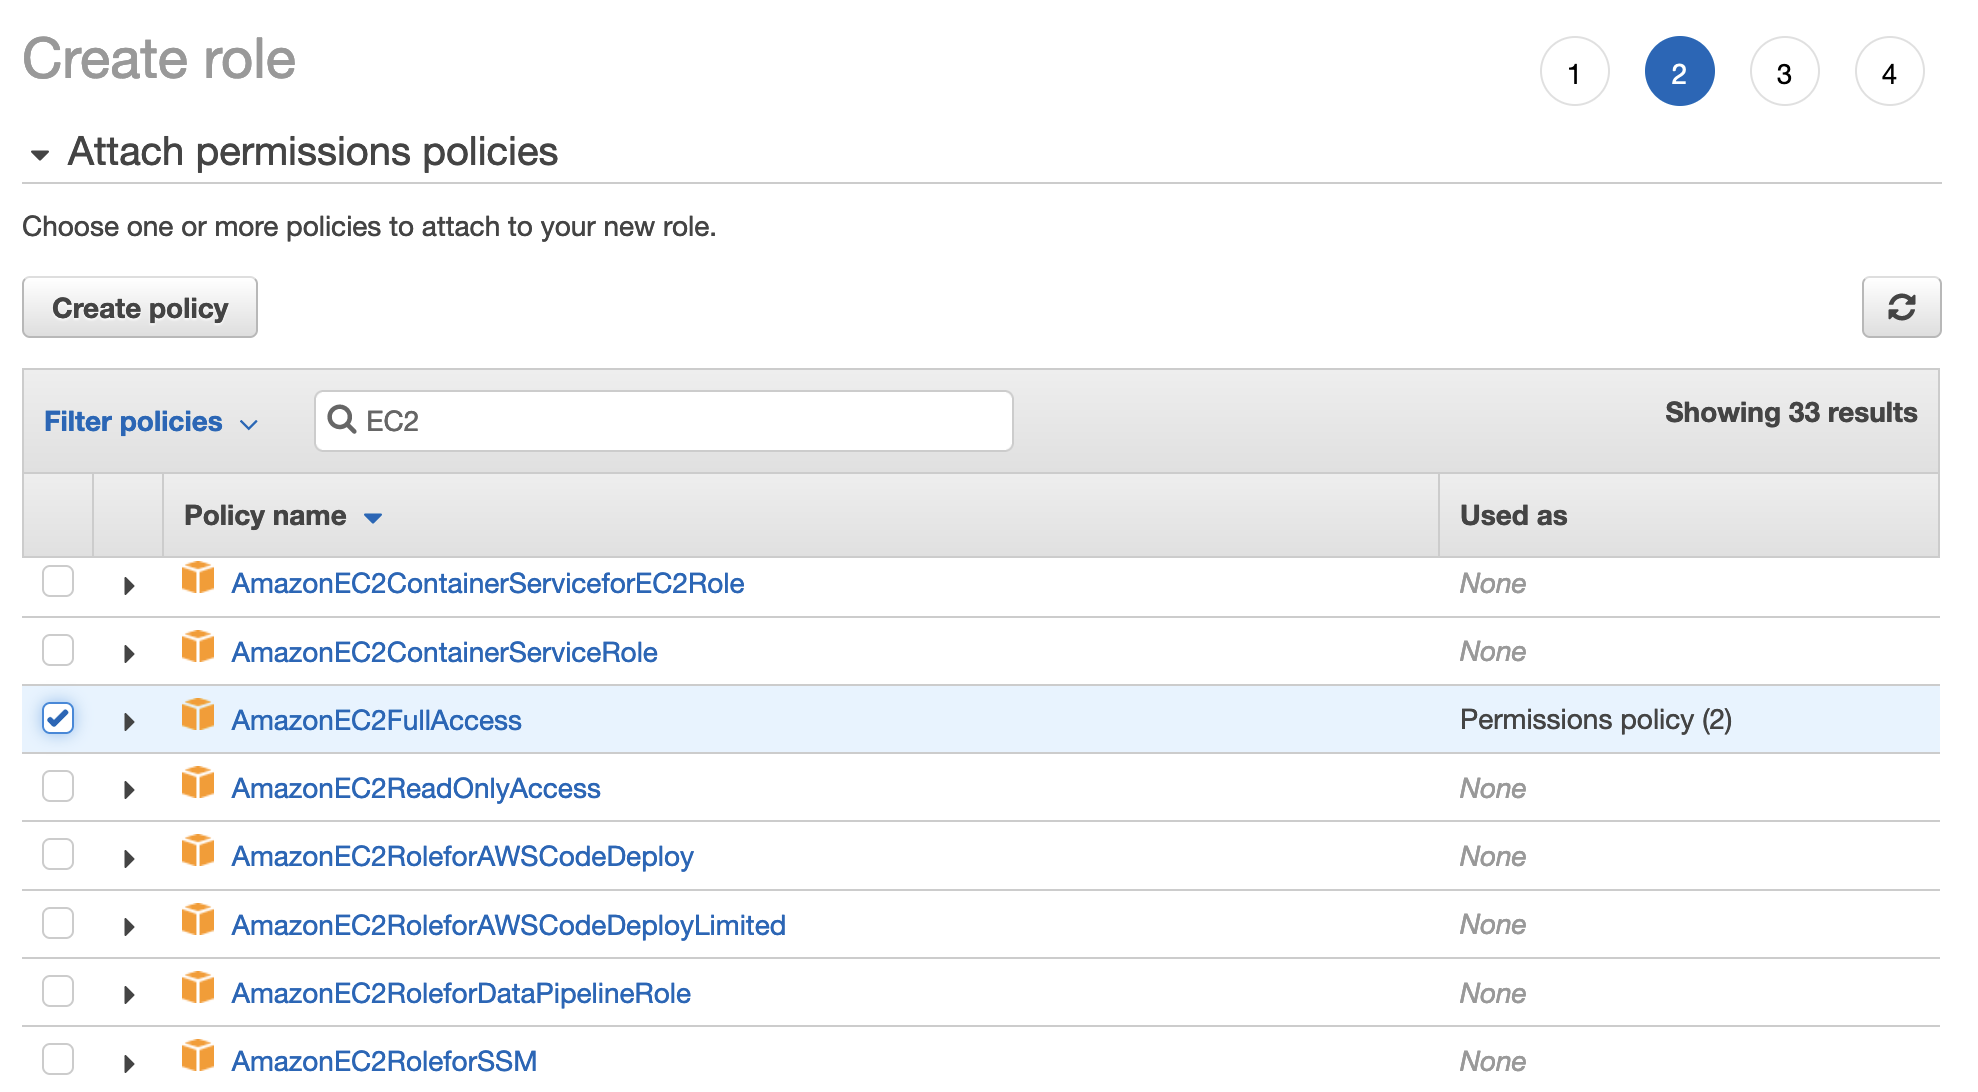 Create role
1 2 3 4
Attach permissions policies
Choose one or more policies to attach to your new role.
Create policy
Filter policies EC2 Showing 33 results
Policy name Used as
AmazonEC2ContainerServiceforEC2Role None
AmazonEC2ContainerServiceRole None
AmazonEC2FullAccess Permissions policy (2)
AmazonEC2ReadOnlyAccess None
AmazonEC2RoleforAWSCodeDeploy None
AmazonEC2RoleforAWSCodeDeployLimited None
AmazonEC2RoleforDataPipelineRole None
AmazonEC2RoleforSSM None